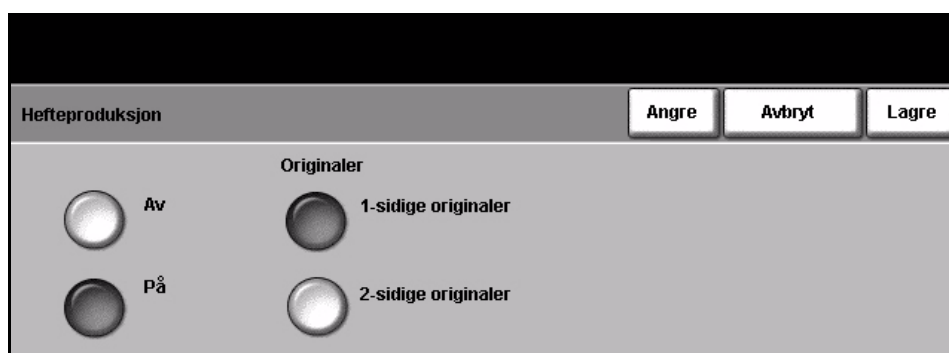 Hefteproduksjon Angre Avbryt Lagre
Originaler
Av 1-sidige originaler
På 2-sidige originaler